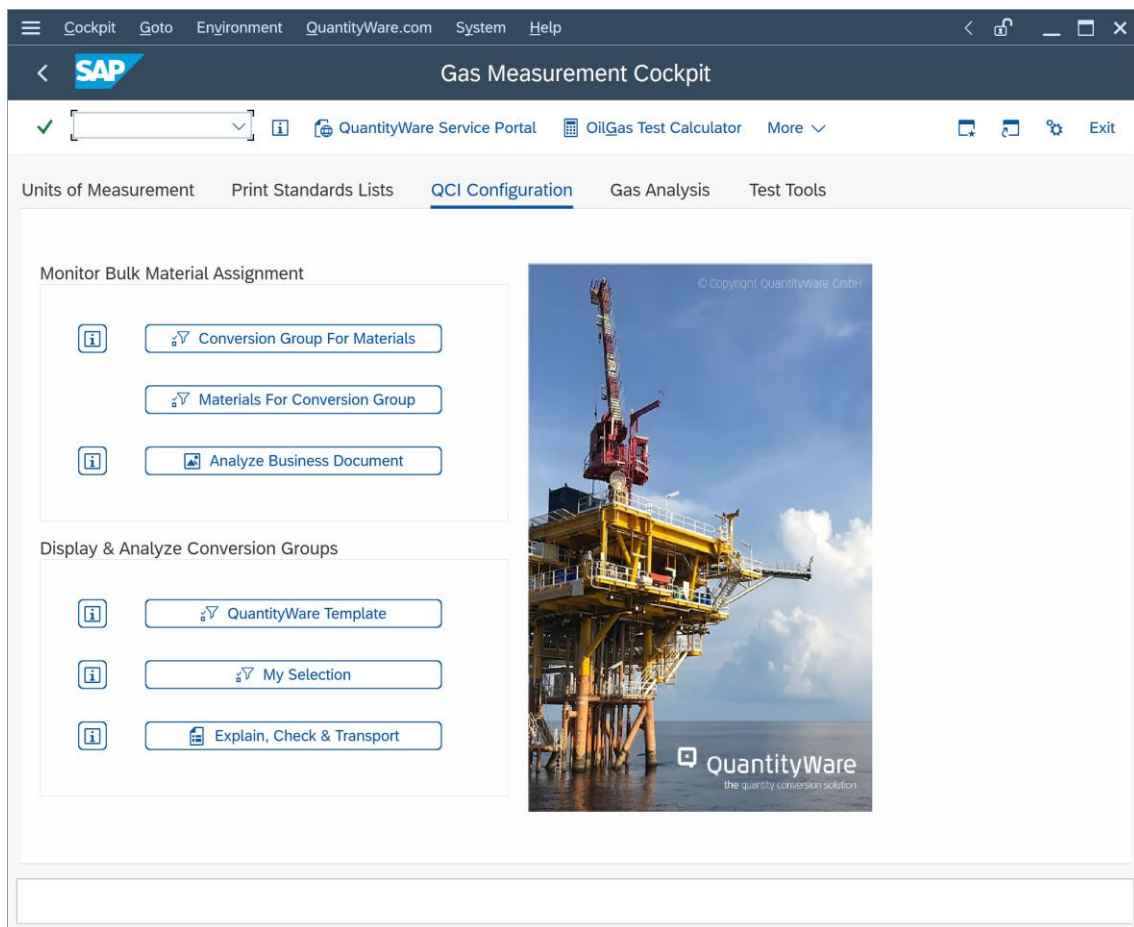 Cockpit Goto Environment QuantityWare.com System Help
SAP Gas Measurement Cockpit
QuantityWare Service Portal OilGas Test Calculator More Exit
Units of Measurement Print Standards Lists QCI Configuration Gas Analysis Test Tools
Monitor Bulk Material Assignment
© Copyright QuantityWare GmbH
Conversion Group For Materials
Materials For Conversion Group
Analyze Business Document
Display & Analyze Conversion Groups
QuantityWare Template
My Selection
Explain, Check & Transport
QuantityWare
the quantity conversion solution